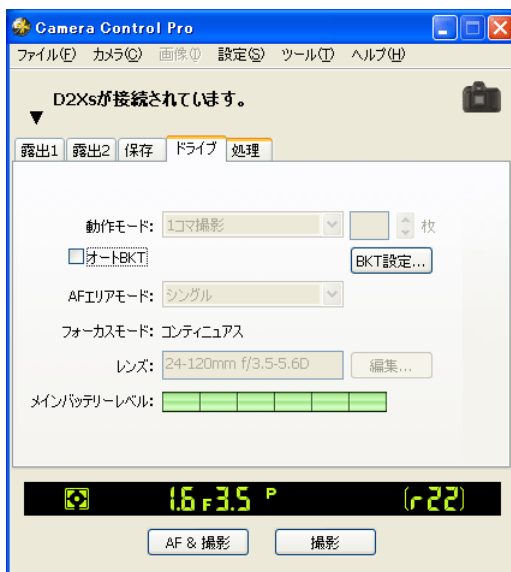 Camera Control Pro
ファイル(F) カメラ(C) 画像(I) 設定(S) ツール(T) ヘルプ(H)
D2Xsが接続されています。
露出1 露出2 保存 ドライブ 処理
動作モード: 1コマ撮影 枚
オートBKT BKT設定...
AFエリアモード: シングル
フォーカスモード: コンティニュアス
レンズ: 24-120mm f/3.5-5.6D 編集...
メインバッテリーレベル:
1.6 F3.5 P (r22)
AF & 撮影 撮影